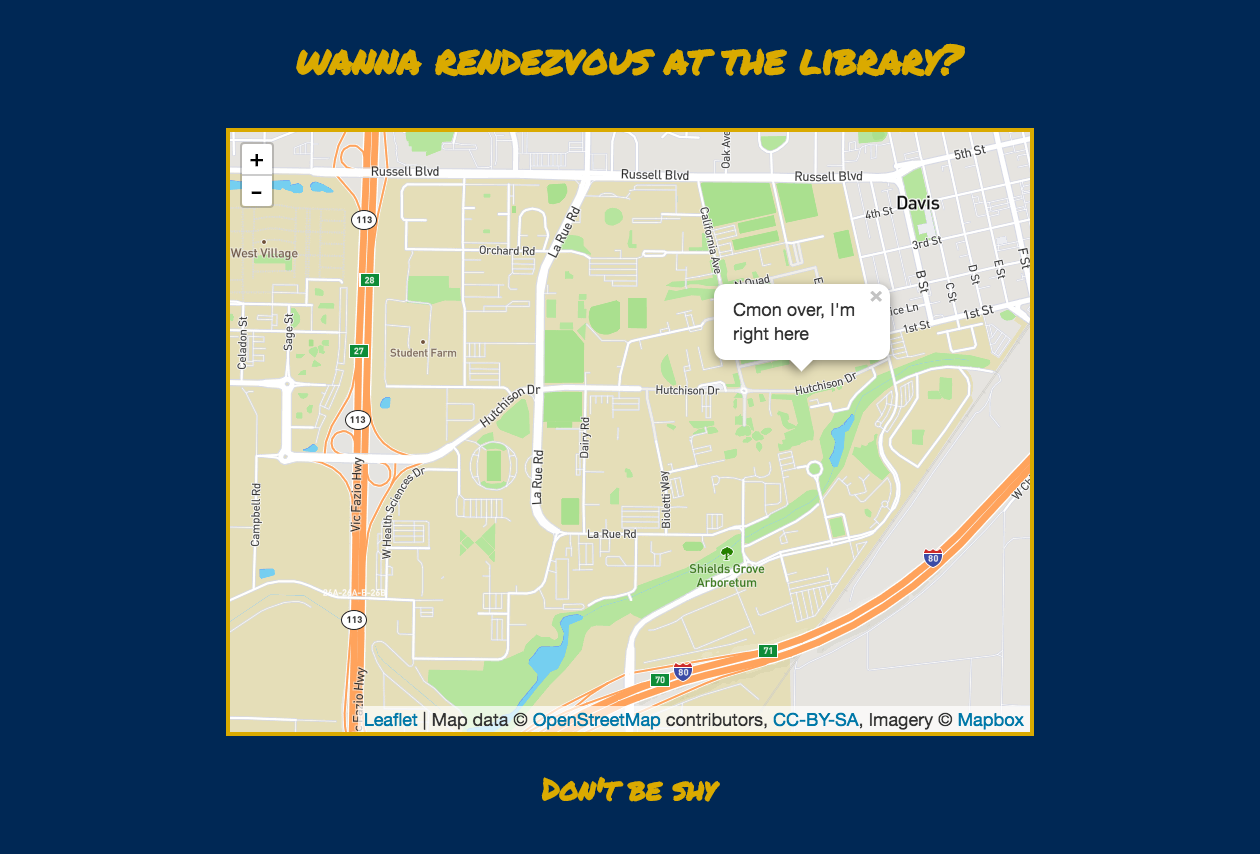 wanna rendezvous at the library?
+
-
Russell Blvd
Russell Blvd
Russell Blvd
Oak Ave
5th St
Davis
4th St
3rd St
113
La Rue Rd
California Ave
West Village
Orchard Rd
28
N Quad
B St
C St
D St
E St
F St
Cmon over, I'm
right here
×
ice Ln
1st St
1st St
Celadon St
Sage St
27
Student Farm
Hutchison Dr
Hutchison Dr
Hutchison Dr
113
Dairy Rd
La Rue Rd
Bioletti Way
Campbell Rd
Vic Fazio Hwy
W Health Sciences Dr
La Rue Rd
W Ch
80
Shields Grove
Arboretum
113
71
80
70
c Fazio Hwy
Leaflet | Map data © OpenStreetMap contributors, CC-BY-SA, Imagery © Mapbox
Don't be shy